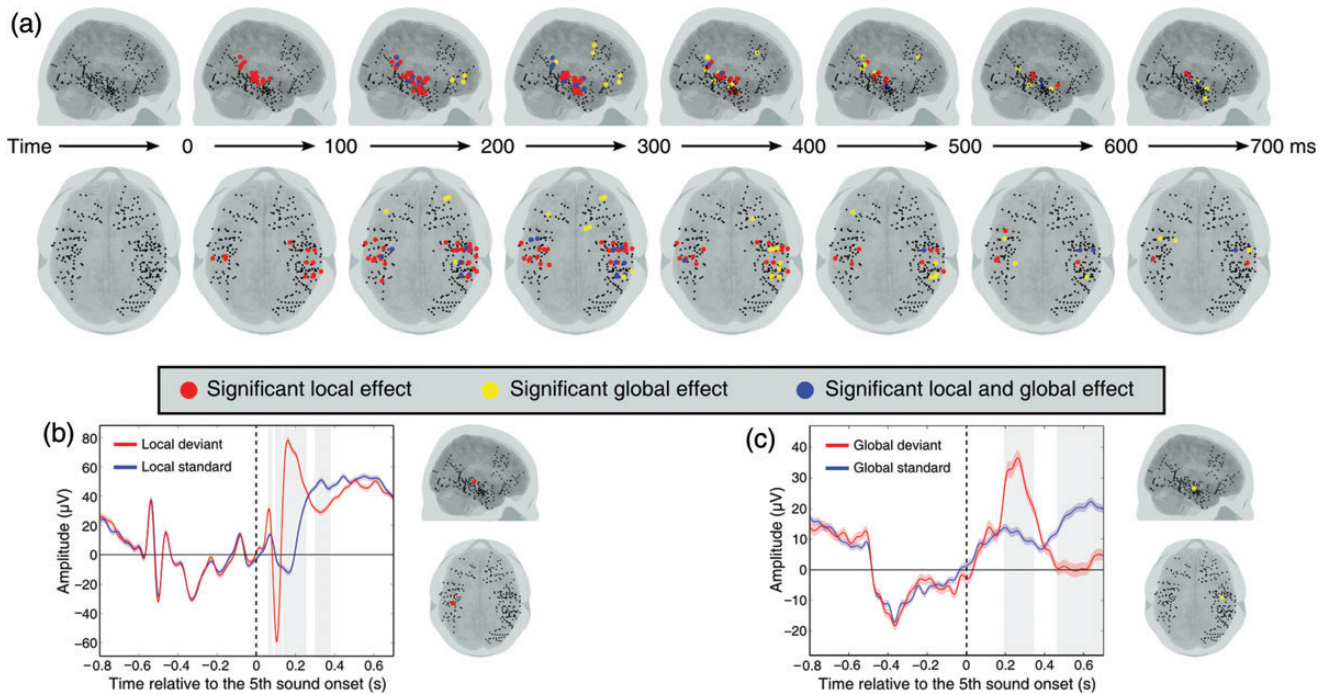 (a)
Time 0 100 200 300 400 500 600 700 ms
Significant local effect Significant global effect Significant local and global effect
(b)
Local deviant
Local standard
Amplitude (μV)
80
60
40
20
0
−20
−40
−60
−0.8 −0.6 −0.4 −0.2 0 0.2 0.4 0.6
Time relative to the 5th sound onset (s)
(c)
Global deviant
Global standard
Amplitude (μV)
40
30
20
10
0
−10
−20
−0.8 −0.6 −0.4 −0.2 0 0.2 0.4 0.6
Time relative to the 5th sound onset (s)